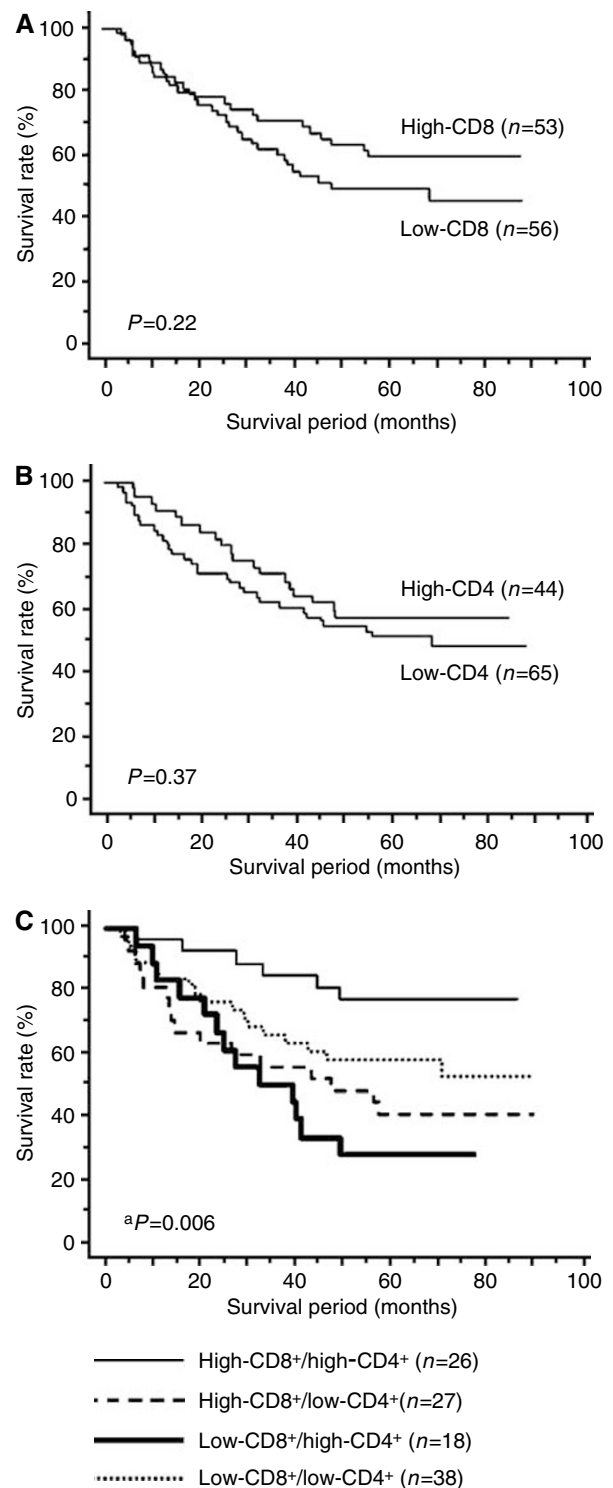 A
100
80
60
40
20
0
Survival rate (%)
High-CD8 (n=53)
Low-CD8 (n=56)
P=0.22
0 20 40 60 80 100
Survival period (months)
B
100
80
60
40
20
0
Survival rate (%)
High-CD4 (n=44)
Low-CD4 (n=65)
P=0.37
0 20 40 60 80 100
Survival period (months)
C
100
80
60
40
20
0
Survival rate (%)
aP=0.006
0 20 40 60 80 100
Survival period (months)
High-CD8+/high-CD4+ (n=26)
High-CD8+/low-CD4+(n=27)
Low-CD8+/high-CD4+ (n=18)
Low-CD8+/low-CD4+ (n=38)